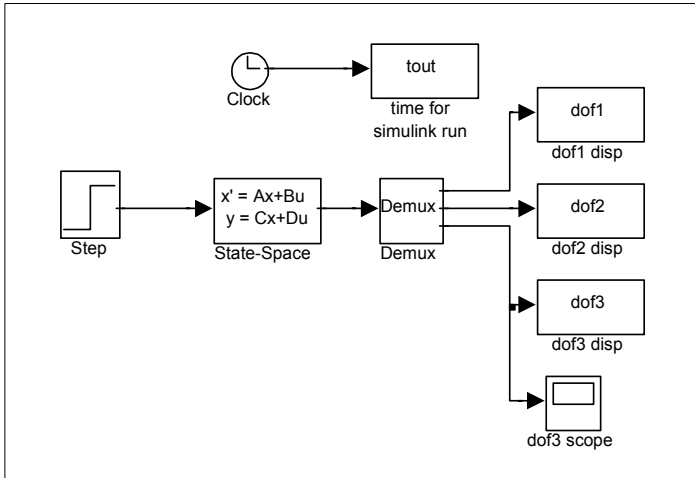 tout
Clock
time for
simulink run
dof1
dof1 disp
Step
x' = Ax+Bu
y = Cx+Du
State-Space
Demux
Demux
dof2
dof2 disp
dof3
dof3 disp
dof3 scope